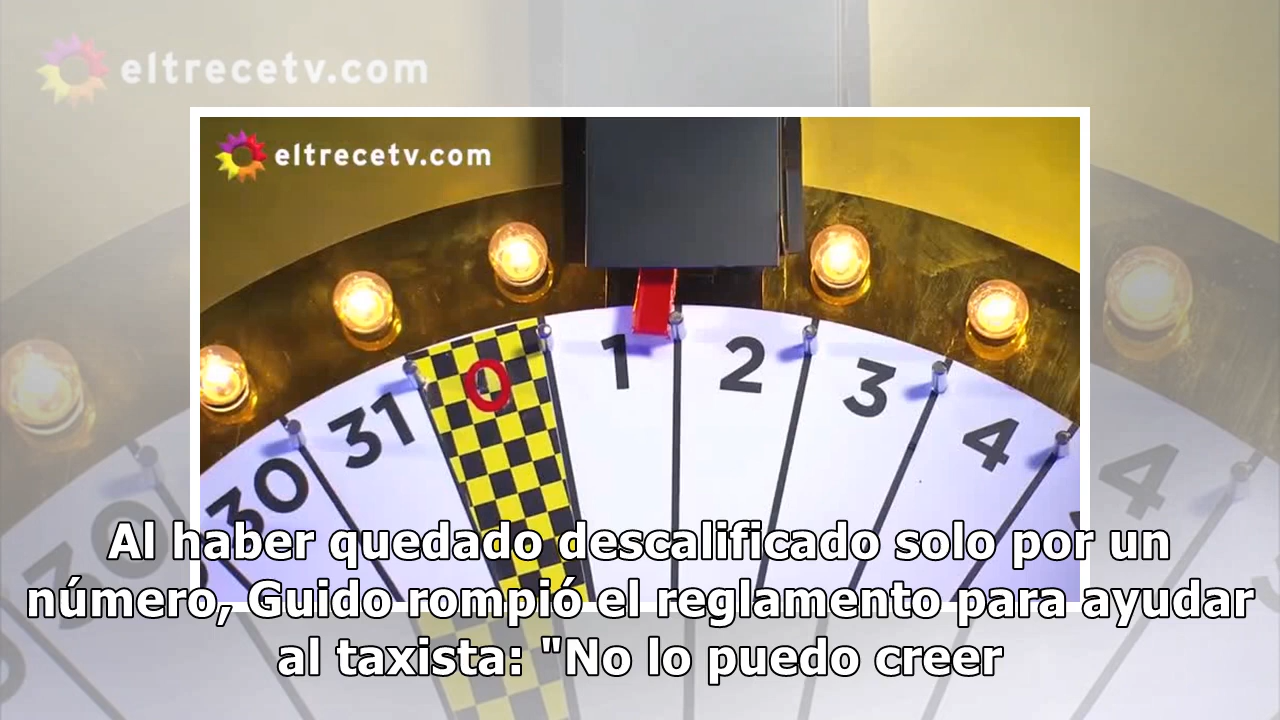 eltrecetv.com
eltrecetv.com
30
31
0
1
2
3
4
4
Al haber quedado descalificado solo por un
número, Guido rompió el reglamento para ayudar
al taxista: "No lo puedo creer